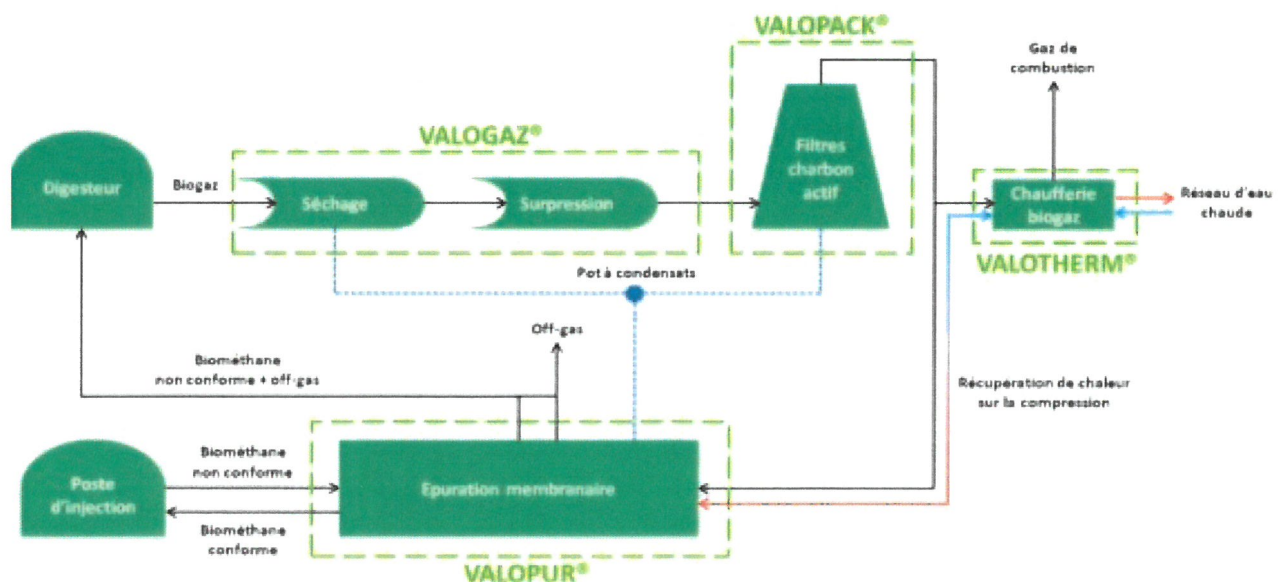 VALOPACK®
Gaz de
combustion
VALOGAZ®
Digesteur
Biogaz
Séchage
Surpression
Filtres
charbon
actif
Chaufferie
biogaz
Réseau d'eau
chaude
VALOTHERM®
Pot à condensats
Off-gas
Biométhane
non conforme + off-gas
Récupération de chaleur
sur la compression
Poste
d'injection
Biométhane
non conforme
Biométhane
conforme
Epuration membranaire
VALOPUR®